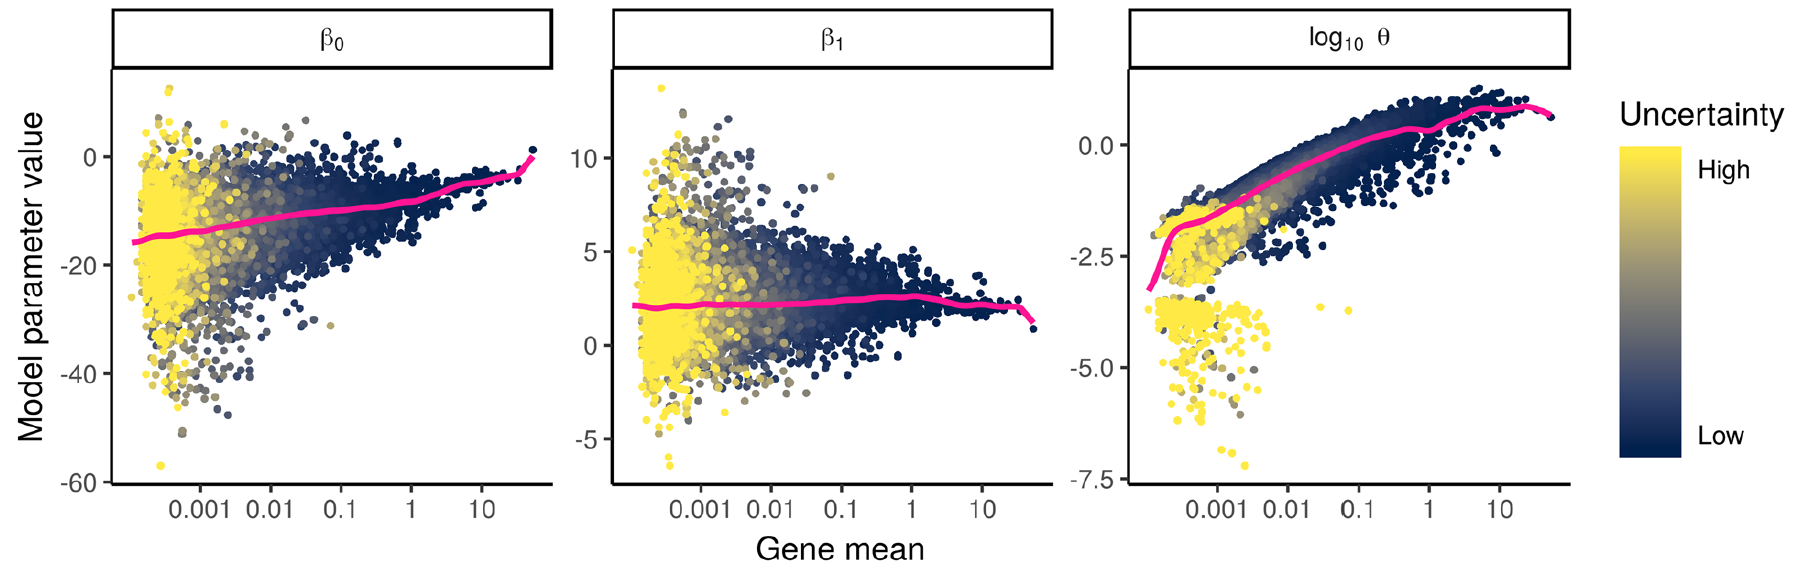 β0
β1
log10 θ
Model parameter value
0
-20
-40
-60
0.001 0.01 0.1 1 10
10
5
0
-5
0.001 0.01 0.1 1 10
0.0
-2.5
-5.0
-7.5
0.001 0.01 0.1 1 10
Gene mean
Uncertainty
High
Low